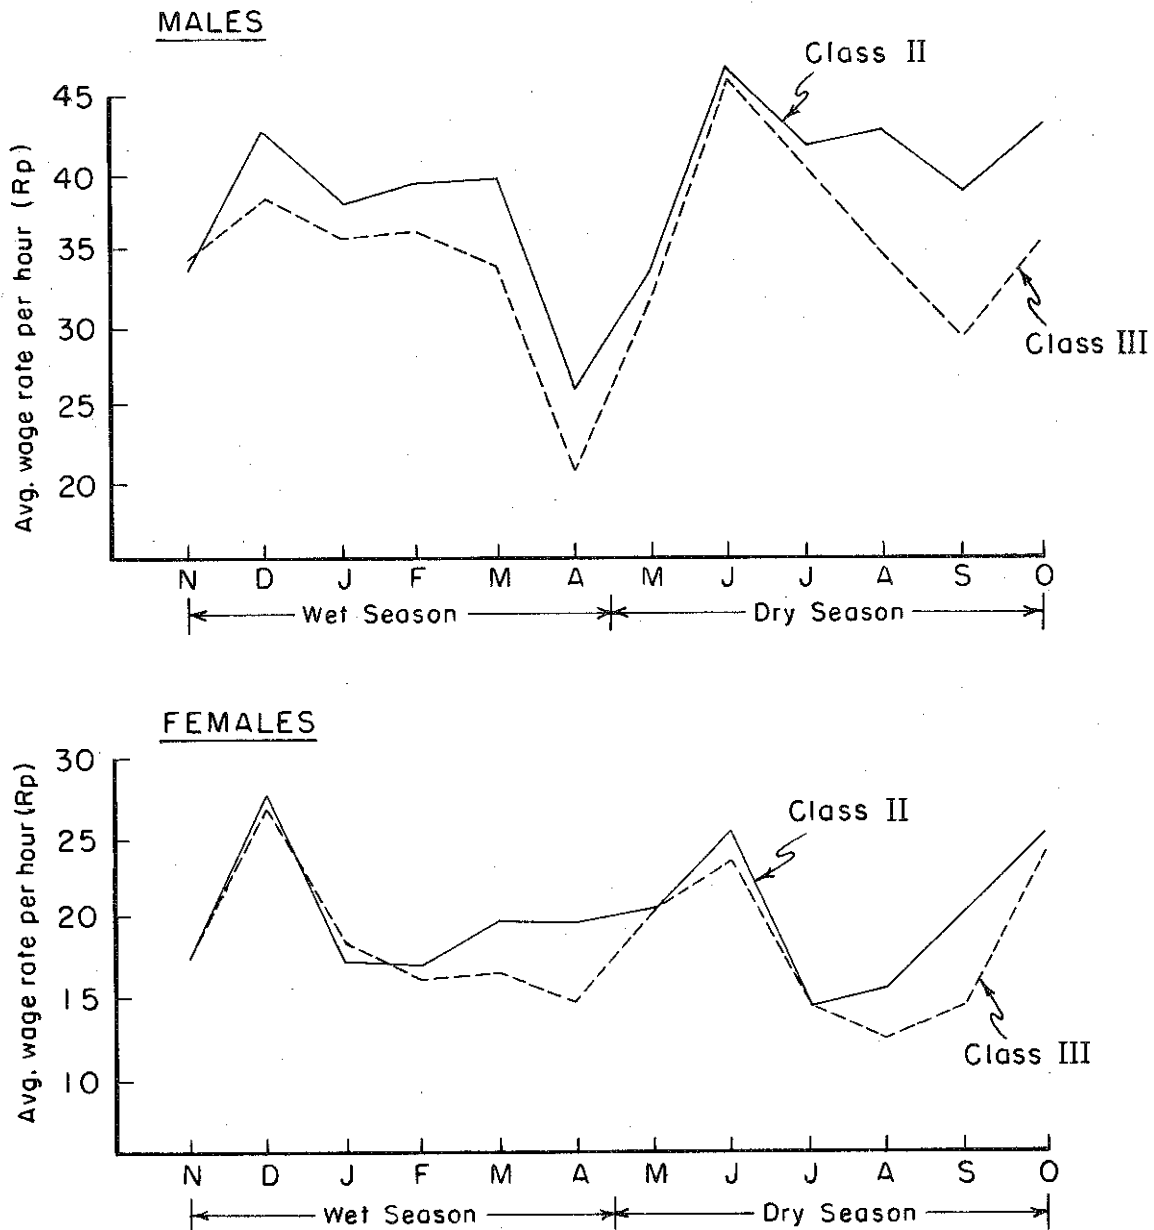 MALES
Class II
45
40
35
30
25
20
Avg. wage rate per hour (Rp)
Class III
N D J F M A M J J A S O
Wet Season Dry Season
FEMALES
30
25
20
15
10
Avg. wage rate per hour (Rp)
Class II
Class III
N D J F M A M J J A S O
Wet Season Dry Season